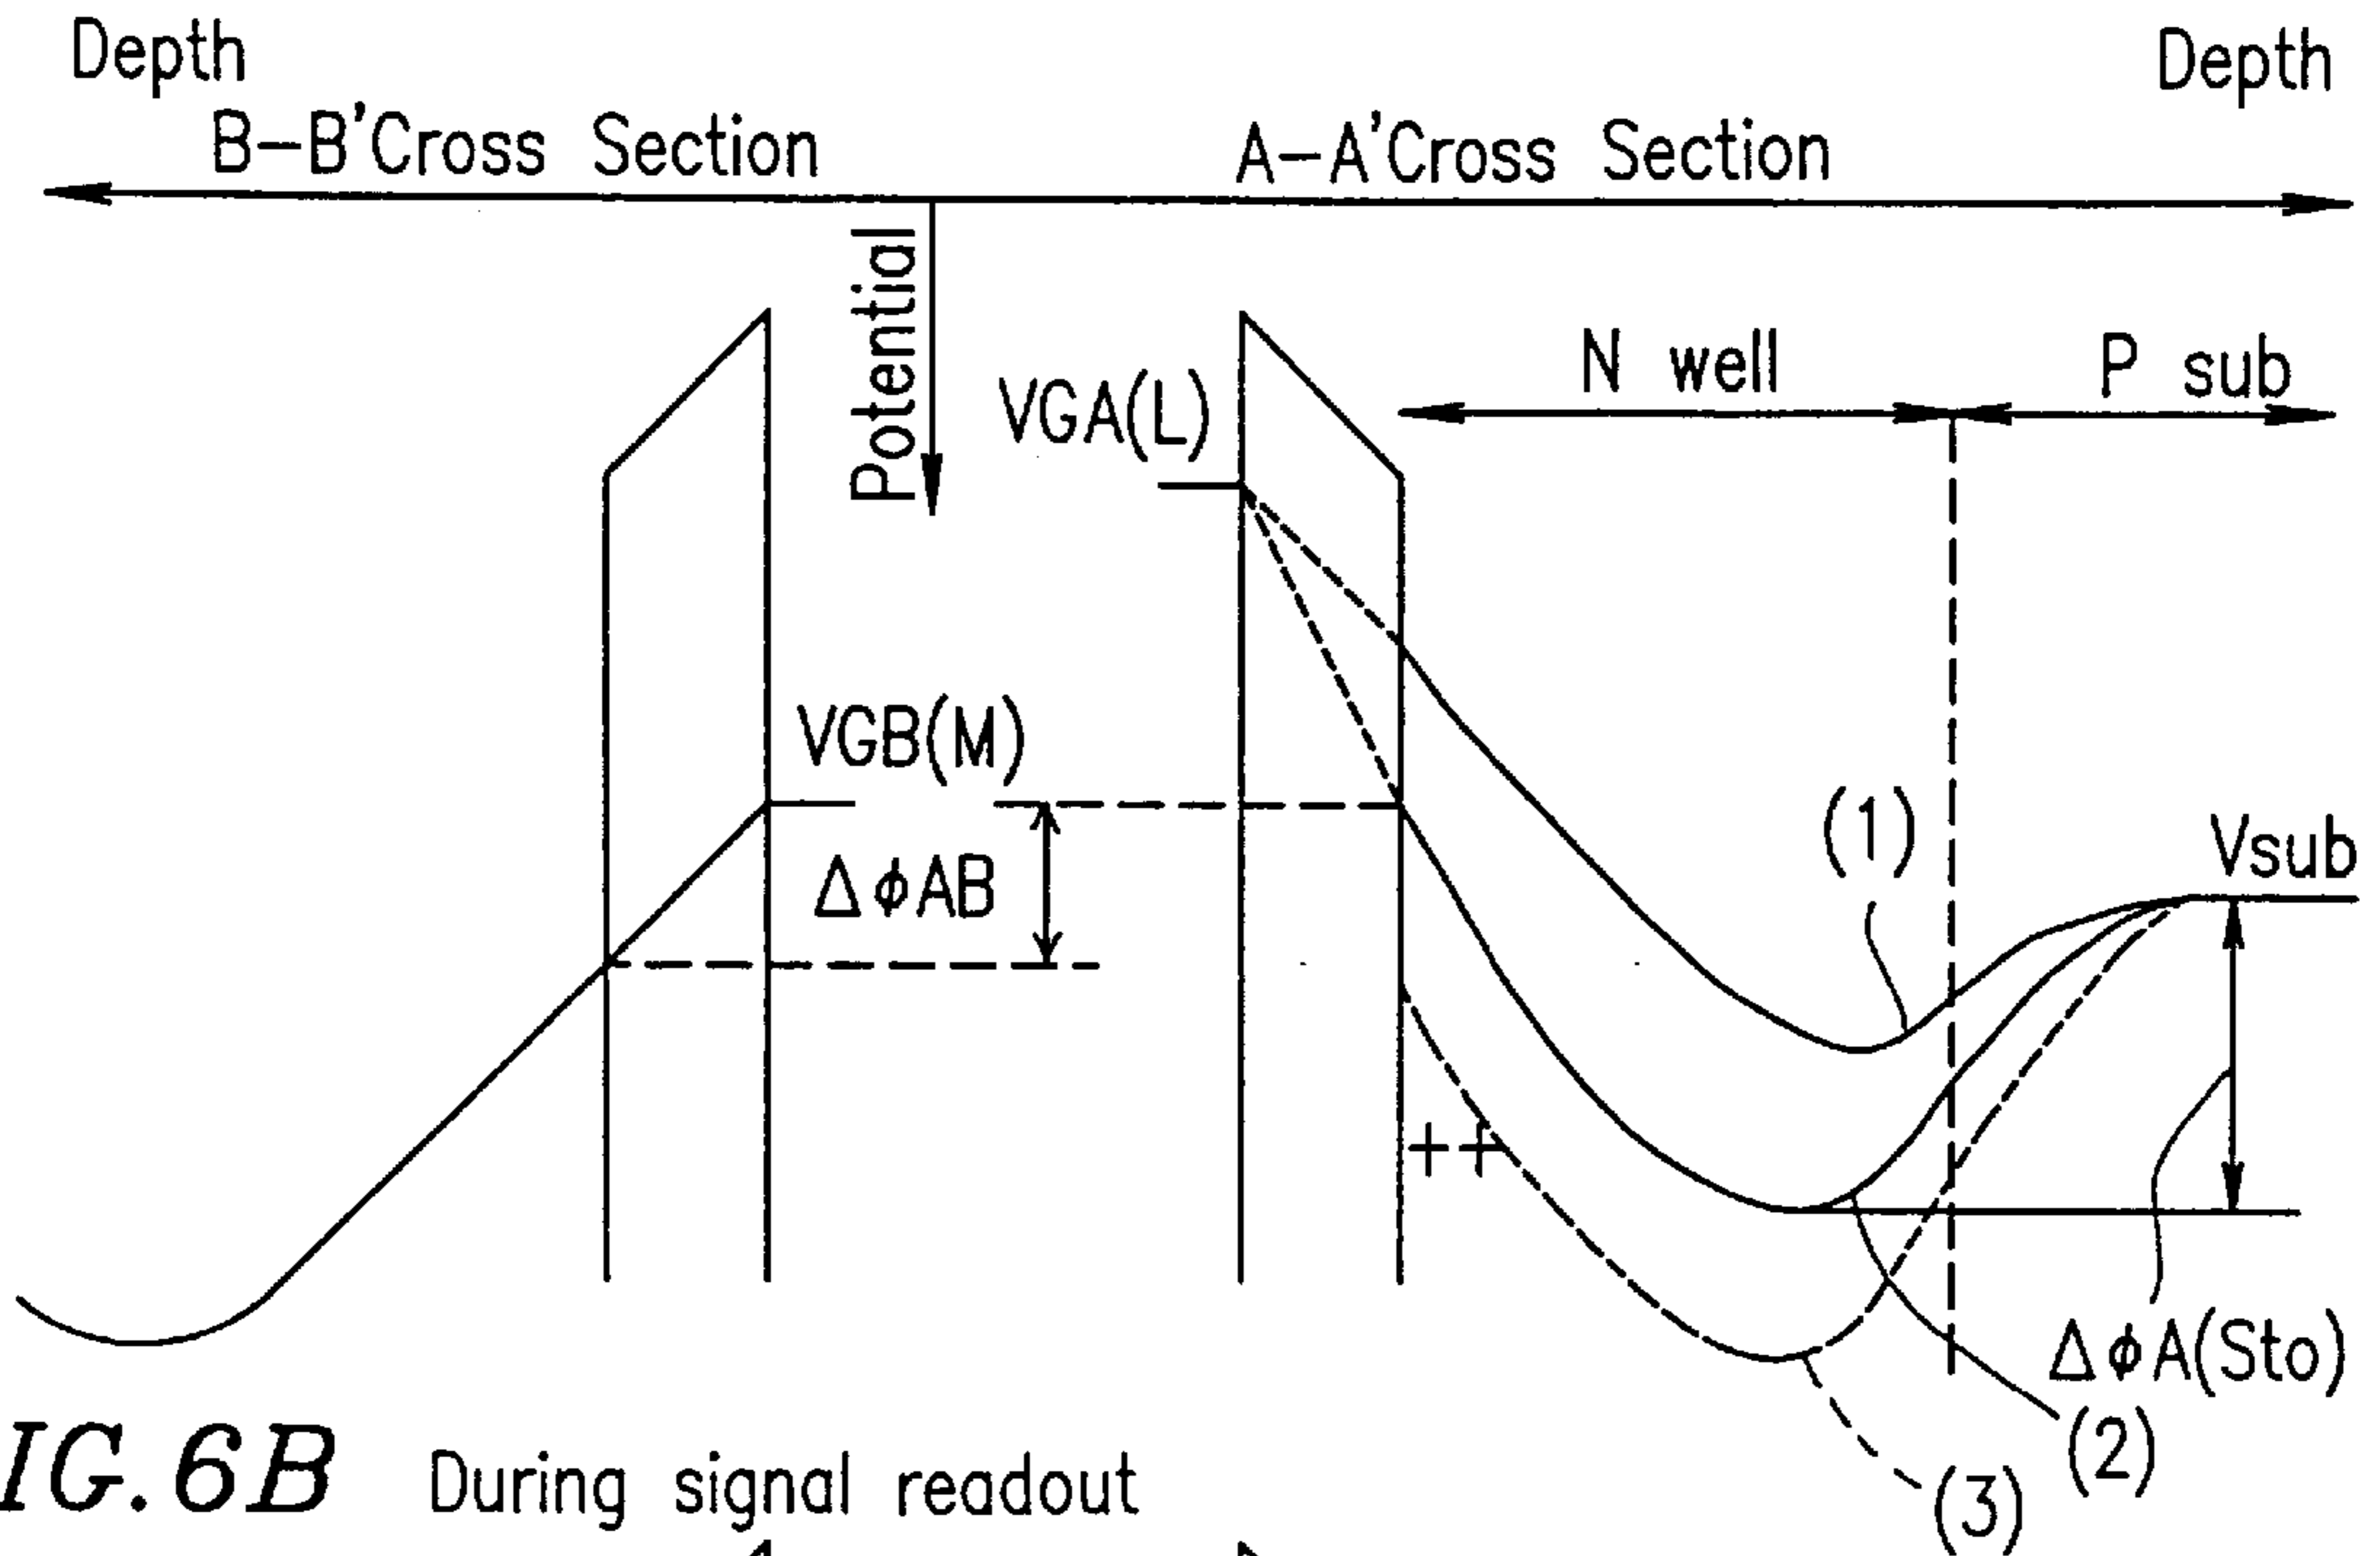 Depth
Depth
B-B'Cross Section
A-A'Cross Section
Potential
N well
P sub
VGA(L)
VGB(M)
(1)
Vsub
ΔϕAB
++
ΔϕA(Sto)
(2)
(3)
IG.6B During signal readout